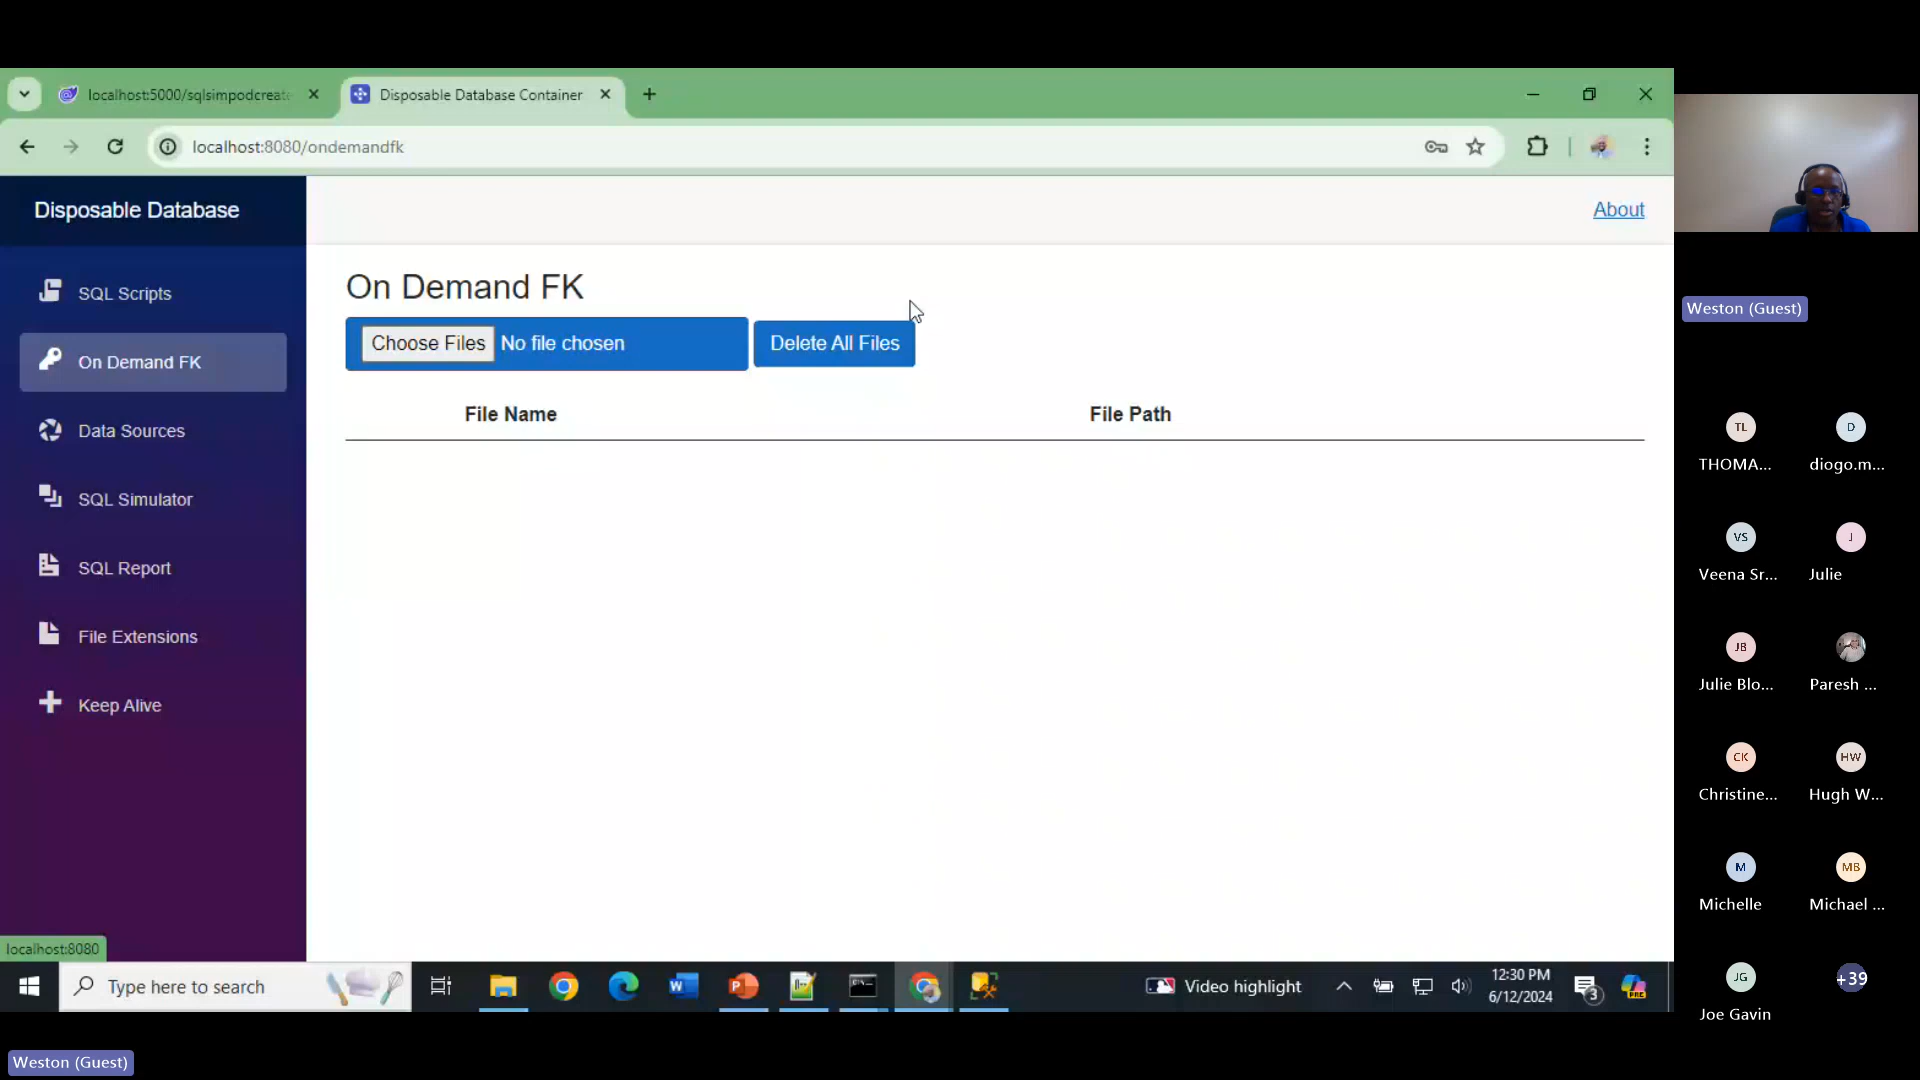 localhost:5000/sqlsimpodcreate
Disposable Database Container
localhost:8080/ondemandfk
Disposable Database
About
SQL Scripts
On Demand FK
Data Sources
SQL Simulator
SQL Report
File Extensions
Keep Alive
On Demand FK
Choose Files No file chosen
Delete All Files
File Name
File Path
localhost:8080
Type here to search
Video highlight
12:30 PM
6/12/2024
3
Weston (Guest)
TL
THOMA...
D
diogo.m...
VS
Veena Sr...
J
Julie
JB
Julie Blo...
Paresh ...
CK
Christine...
HW
Hugh W...
M
Michelle
MB
Michael ...
JG
Joe Gavin
+39
Weston (Guest)